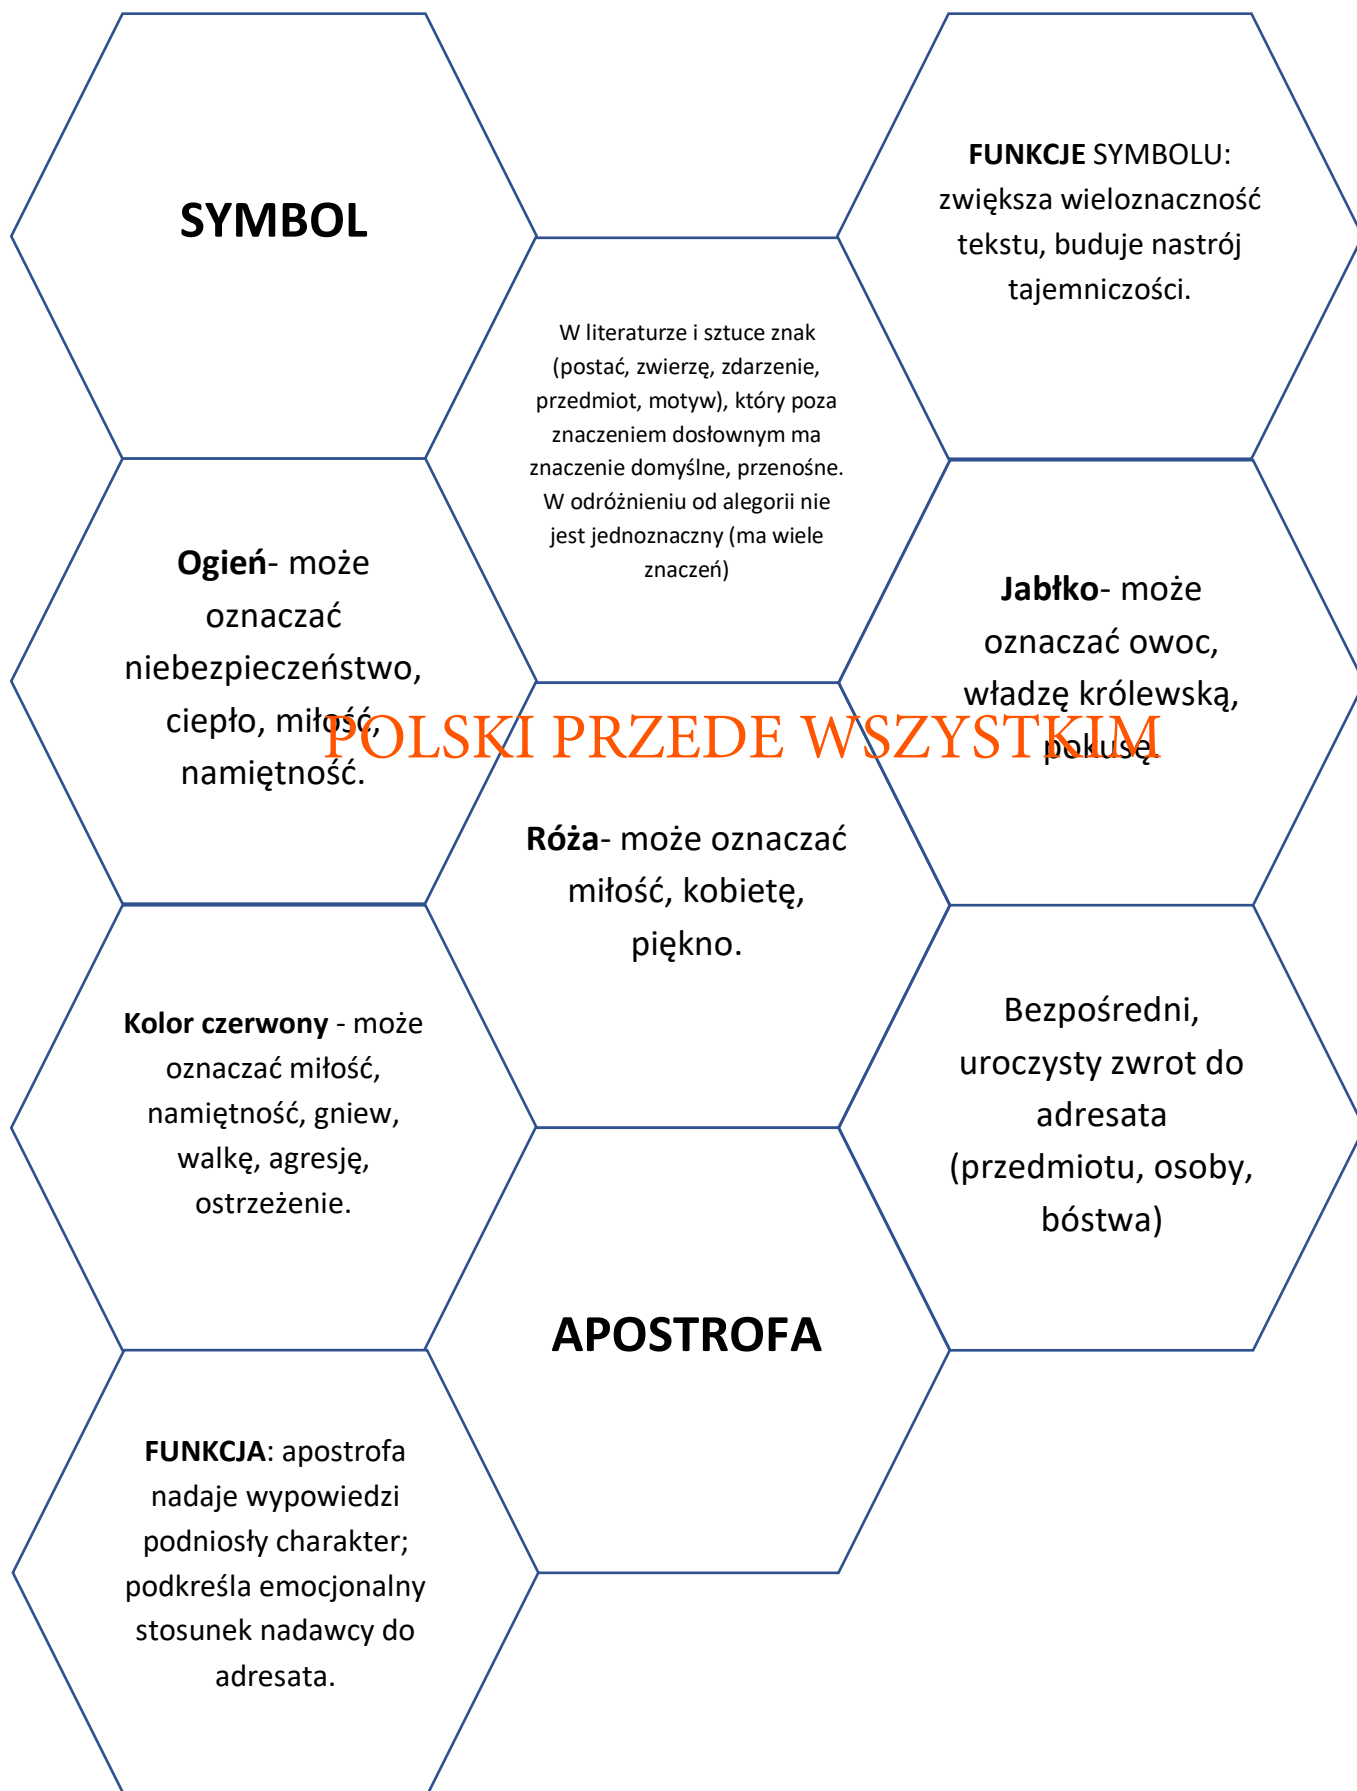 SYMBOL
FUNKCJE SYMBOLU:
zwiększa wieloznaczność
tekstu, buduje nastrój
tajemniczości.
W literaturze i sztuce znak
(postać, zwierzę, zdarzenie,
przedmiot, motyw), który poza
znaczeniem dosłownym ma
znaczenie domyślne, przenośne.
W odróżnieniu od alegorii nie
jest jednoznaczny (ma wiele
znaczeń)
Ogień- może
oznaczać
niebezpieczeństwo,
ciepło, miłość,
namiętność.
Jabłko- może
oznaczać owoc,
władzę królewską,
pokusę.
POLSKI PRZEDE WSZYSTKIM
Róża- może oznaczać
miłość, kobietę,
piękno.
Kolor czerwony - może
oznaczać miłość,
namiętność, gniew,
walkę, agresję,
ostrzeżenie.
Bezpośredni,
uroczysty zwrot do
adresata
(przedmiotu, osoby,
bóstwa)
APOSTROFA
FUNKCJA: apostrofa
nadaje wypowiedzi
podniosły charakter;
podkreśla emocjonalny
stosunek nadawcy do
adresata.